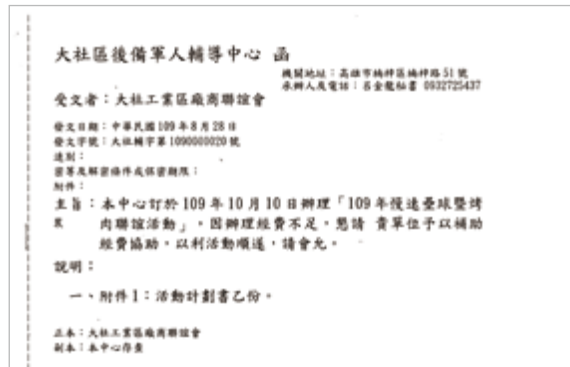 大社區後備軍人輔導中心 函
機關地址：高雄市楠梓區楠梓路51號
承辦人及電話：呂金龍秘書 0932725437
受文者：大社工業區廠商聯誼會
發文日期：中華民國109年8月28日
發文字號：大社輔字第1090000020號
速別：
密等及解密條件或保密期限：
附件：
主旨：本中心訂於109年10月10日辦理「109年慢速壘球暨烤
肉聯誼活動」，因辦理經費不足，懇請 貴單位予以補助
經費協助，以利活動順遂，請會允。
說明：
一、附件1：活動計劃書乙份。
正本：大社工業區廠商聯誼會
副本：本中心存查